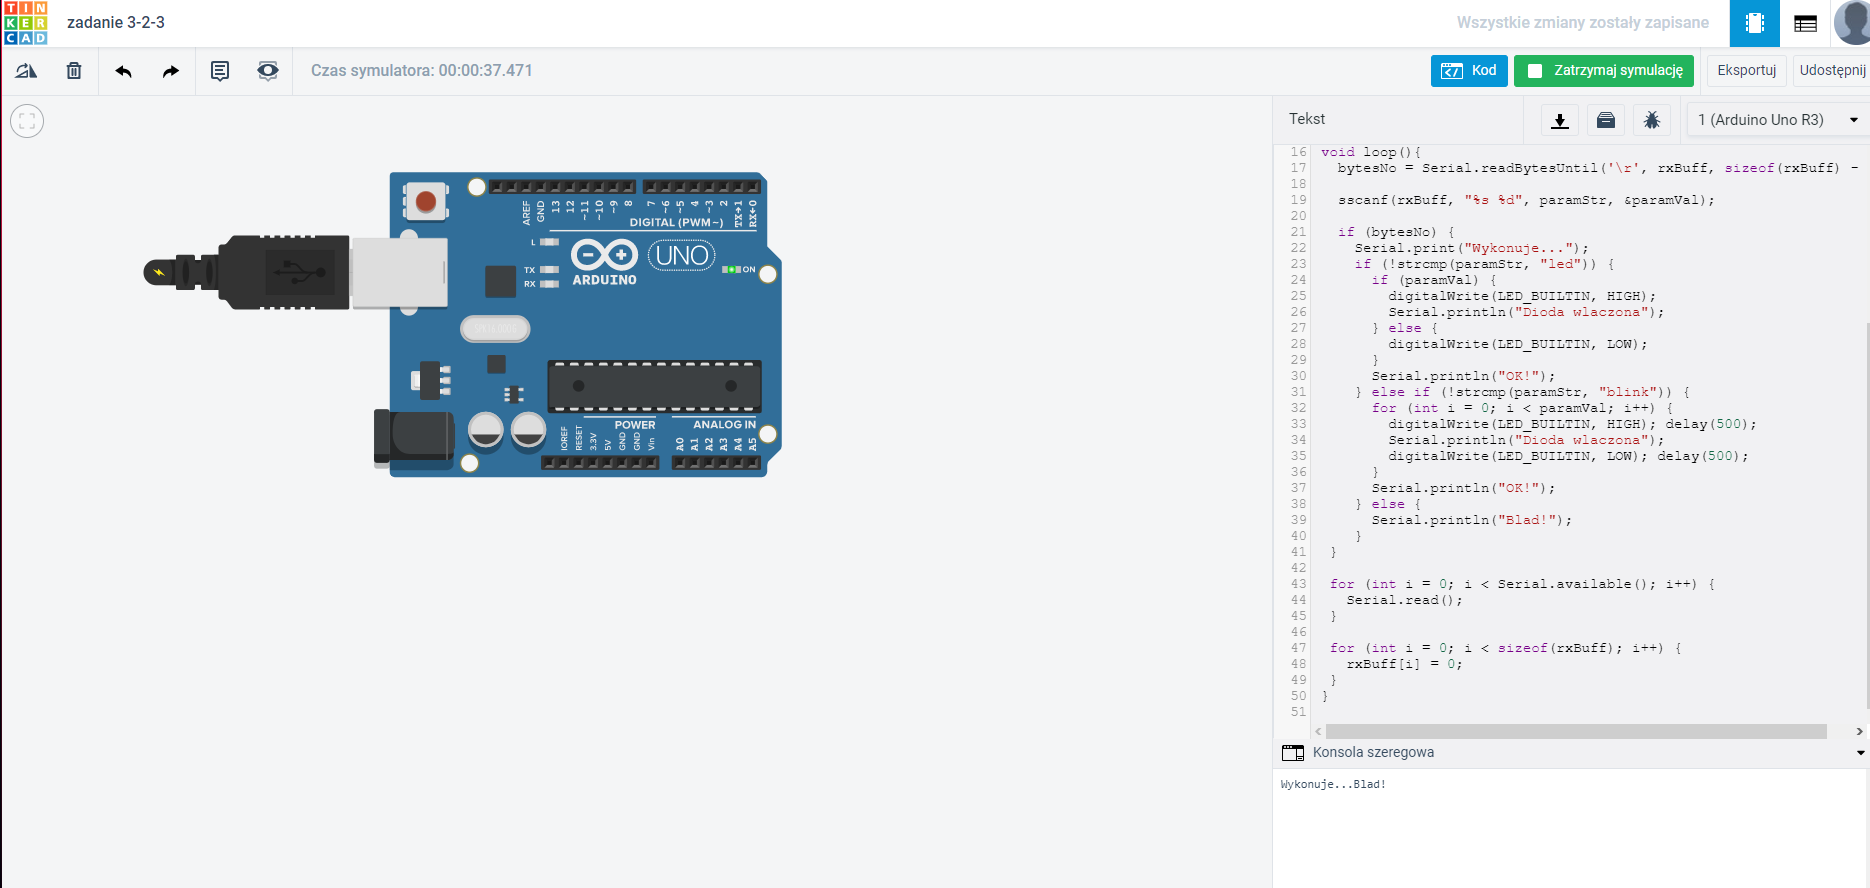 TINKERCAD
zadanie 3-2-3
Wszystkie zmiany zostały zapisane
Czas symulatora: 00:00:37.471
Kod
Zatrzymaj symulację
Eksportuj
Udostępnij
Tekst
1 (Arduino Uno R3)
AREF
GND
13
12
~11
~10
~9
8
7
~6
~5
4
~3
2
TX→1
RX←0
DIGITAL (PWM~)
L
TX
RX
ARDUINO
UNO
ON
POWER
ANALOG IN
IOREF
RESET
3.3V
5V
GND
GND
Vin
A0
A1
A2
A3
A4
A5
16 void loop(){
17   bytesNo = Serial.readBytesUntil('\r', rxBuff, sizeof(rxBuff) -
18
19   sscanf(rxBuff, "%s %d", paramStr, &paramVal);
20
21   if (bytesNo) {
22     Serial.print("Wykonuje...");
23     if (!strcmp(paramStr, "led")) {
24       if (paramVal) {
25         digitalWrite(LED_BUILTIN, HIGH);
26         Serial.println("Dioda wlaczona");
27       } else {
28         digitalWrite(LED_BUILTIN, LOW);
29       }
30       Serial.println("OK!");
31     } else if (!strcmp(paramStr, "blink")) {
32       for (int i = 0; i < paramVal; i++) {
33         digitalWrite(LED_BUILTIN, HIGH); delay(500);
34         Serial.println("Dioda wlaczona");
35         digitalWrite(LED_BUILTIN, LOW); delay(500);
36       }
37       Serial.println("OK!");
38     } else {
39       Serial.println("Blad!");
40     }
41  }
42
43  for (int i = 0; i < Serial.available(); i++) {
44    Serial.read();
45  }
46
47  for (int i = 0; i < sizeof(rxBuff); i++) {
48    rxBuff[i] = 0;
49  }
50 }
51
Konsola szeregowa
Wykonuje...Blad!